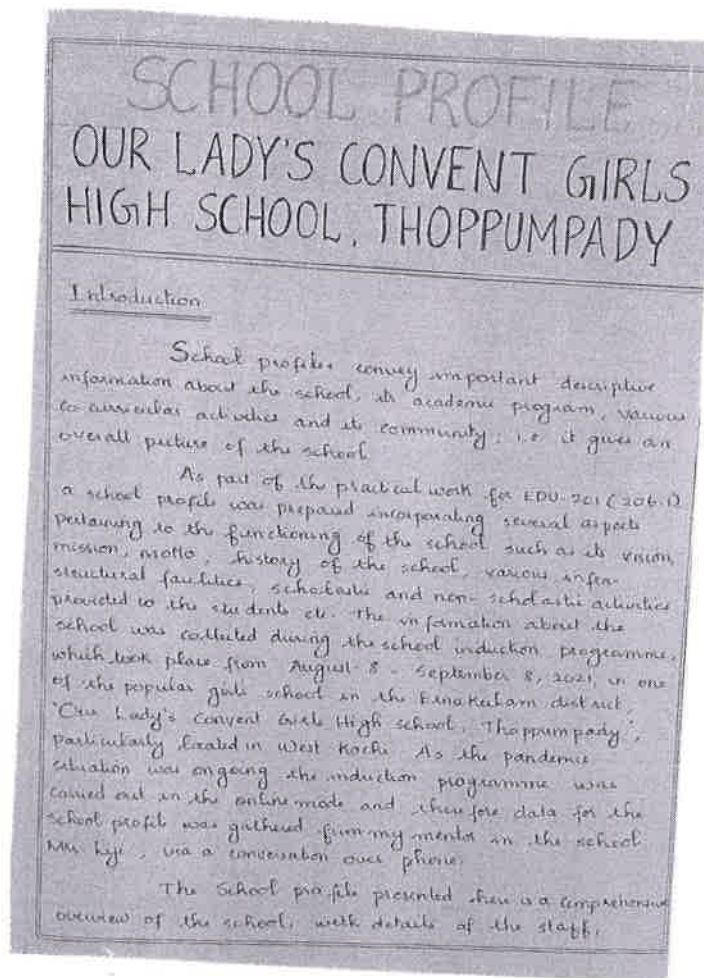 SCHOOL PROFILE
OUR LADY'S CONVENT GIRLS
HIGH SCHOOL, THOPPUMPADY
Introduction
School profiles convey important descriptive
information about the school, its academic program, various
co-curricular activities and its community, i.e. it gives an
overall picture of the school.
As part of the practical work for EDU-201 (206.1)
a school profile was prepared incorporating several aspects
pertaining to the functioning of the school such as its vision,
mission, motto, history of the school, various infra-
structural facilities, scholastic and non-scholastic activities
provided to the students etc. The information about the
school was collected during the school induction programme,
which took place from August-8 - September 8, 2021, in one
of the popular girls school in the Ernakulam district,
'Our Lady's Convent Girls High school, Thoppumpady',
particularly located in West Kochi. As the pandemic
situation was ongoing the induction programme was
carried out in the online mode and therefore data for the
school profile was gathered from my mentor in the school
via a conversation over phone.
The School profile presented here is a comprehensive
overview of the school, with details of the staff,